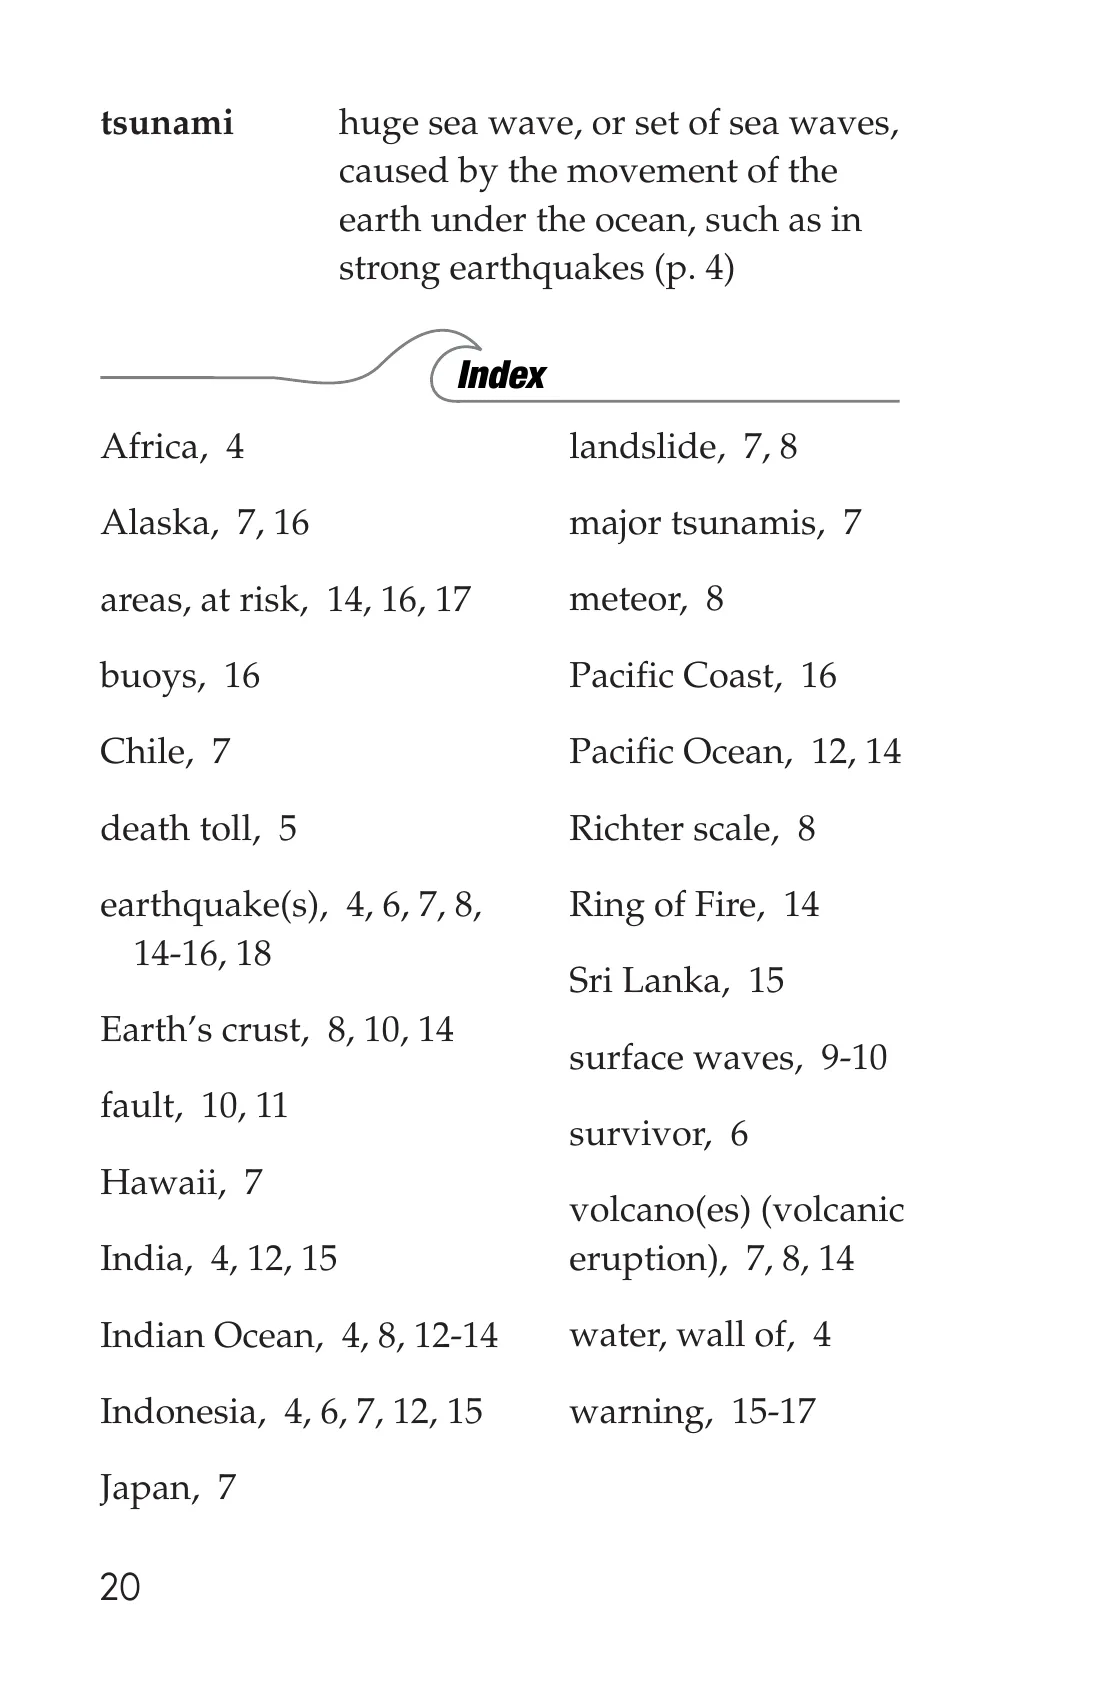 tsunami huge sea wave, or set of sea waves,
caused by the movement of the
earth under the ocean, such as in
strong earthquakes (p. 4)
Index
Africa, 4
Alaska, 7, 16
areas, at risk, 14, 16, 17
buoys, 16
Chile, 7
death toll, 5
earthquake(s), 4, 6, 7, 8,
14-16, 18
Earth’s crust, 8, 10, 14
fault, 10, 11
Hawaii, 7
India, 4, 12, 15
Indian Ocean, 4, 8, 12-14
Indonesia, 4, 6, 7, 12, 15
Japan, 7
landslide, 7, 8
major tsunamis, 7
meteor, 8
Pacific Coast, 16
Pacific Ocean, 12, 14
Richter scale, 8
Ring of Fire, 14
Sri Lanka, 15
surface waves, 9-10
survivor, 6
volcano(es) (volcanic
eruption), 7, 8, 14
water, wall of, 4
warning, 15-17
20